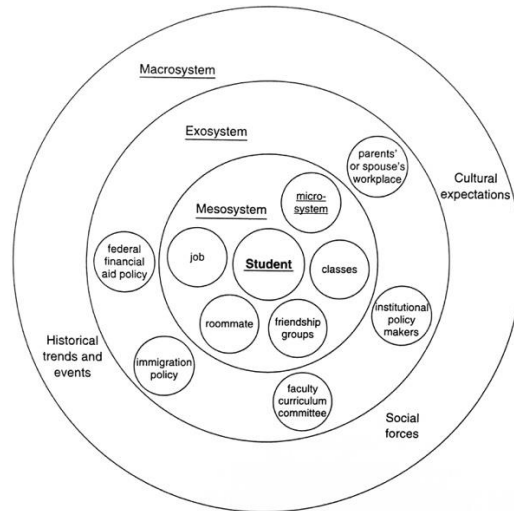 Macrosystem
Exosystem
parents'
or spouse's
workplace
Cultural
expectations
micro-
system
Mesosystem
federal
financial
aid policy
job
Student
classes
roommate
friendship
groups
institutional
policy
makers
Historical
trends and
events
immigration
policy
faculty
curriculum
committee
Social
forces